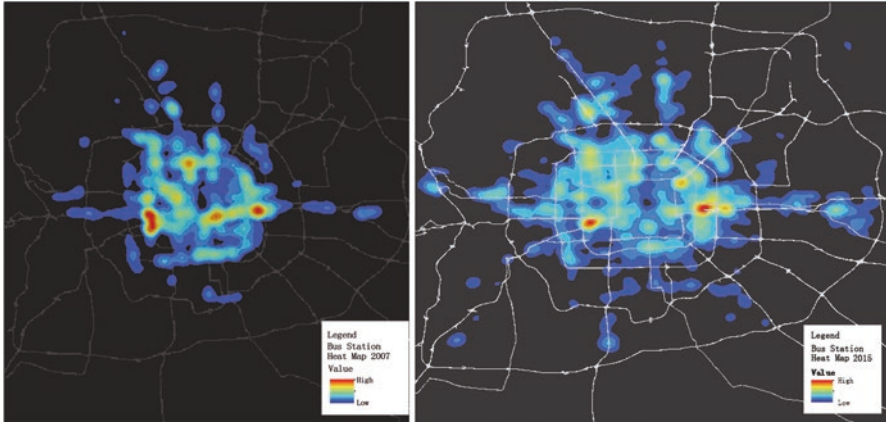 Legend
Bus Station
Heat Map 2007
Value
High
Low
Legend
Bus Station
Heat Map 2015
Value
High
Low